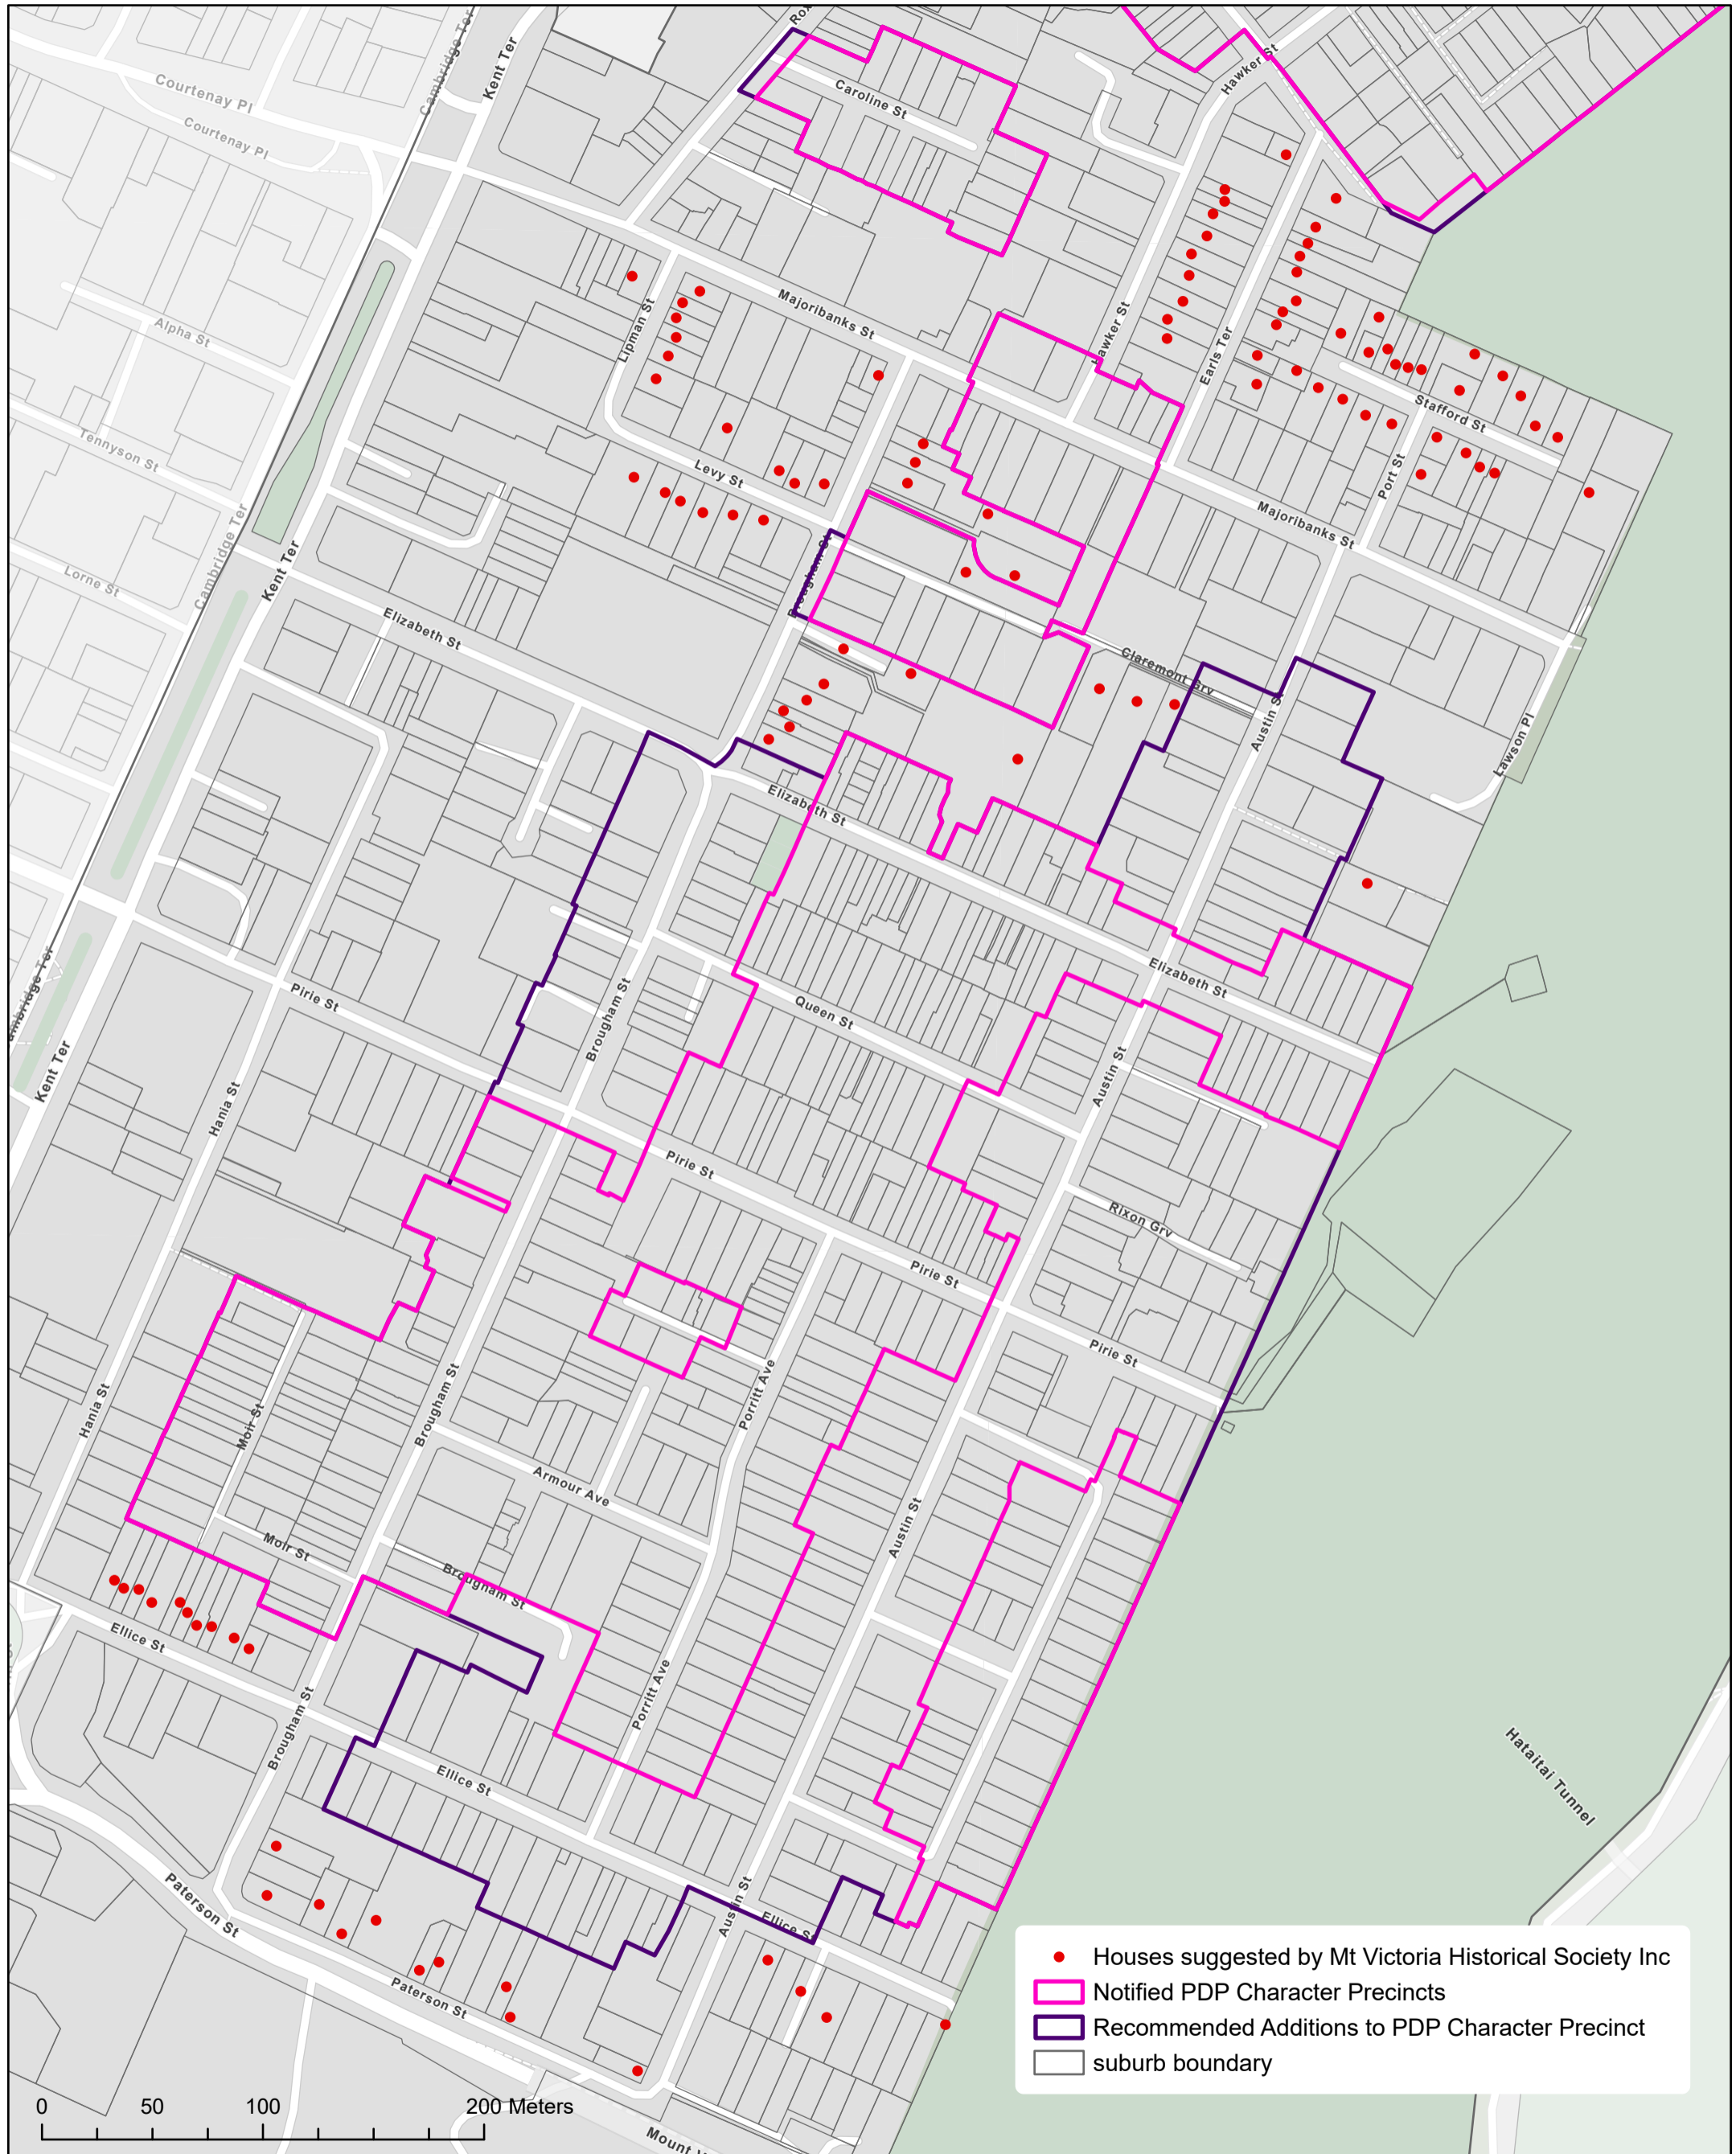 Courtenay Pl
Courtenay Pl
Cambridge Ter
Kent Ter
Caroline St
Hawker St
Alpha St
Lipman St
Majoribanks St
Hawker St
Earls Ter
Stafford St
Tennyson St
Levy St
Port St
Majoribanks St
Cambridge Ter
Kent Ter
Lorne St
Brougham St
Elizabeth St
Claremont Grv
Austin St
Lawson Pl
Elizabeth St
Elizabeth St
Pirie St
Brougham St
Queen St
Kent Ter
Hania St
Austin St
Pirie St
Rixon Grv
Pirie St
Pirie St
Hania St
Moir St
Brougham St
Porritt Ave
Armour Ave
Austin St
Moir St
Brougham St
Ellice St
Porritt Ave
Brougham St
Ellice St
Hataitai Tunnel
Paterson St
Austin St
Ellice S
Paterson St
Mount
Houses suggested by Mt Victoria Historical Society Inc
Notified PDP Character Precincts
Recommended Additions to PDP Character Precinct
suburb boundary
0 50 100 200 Meters